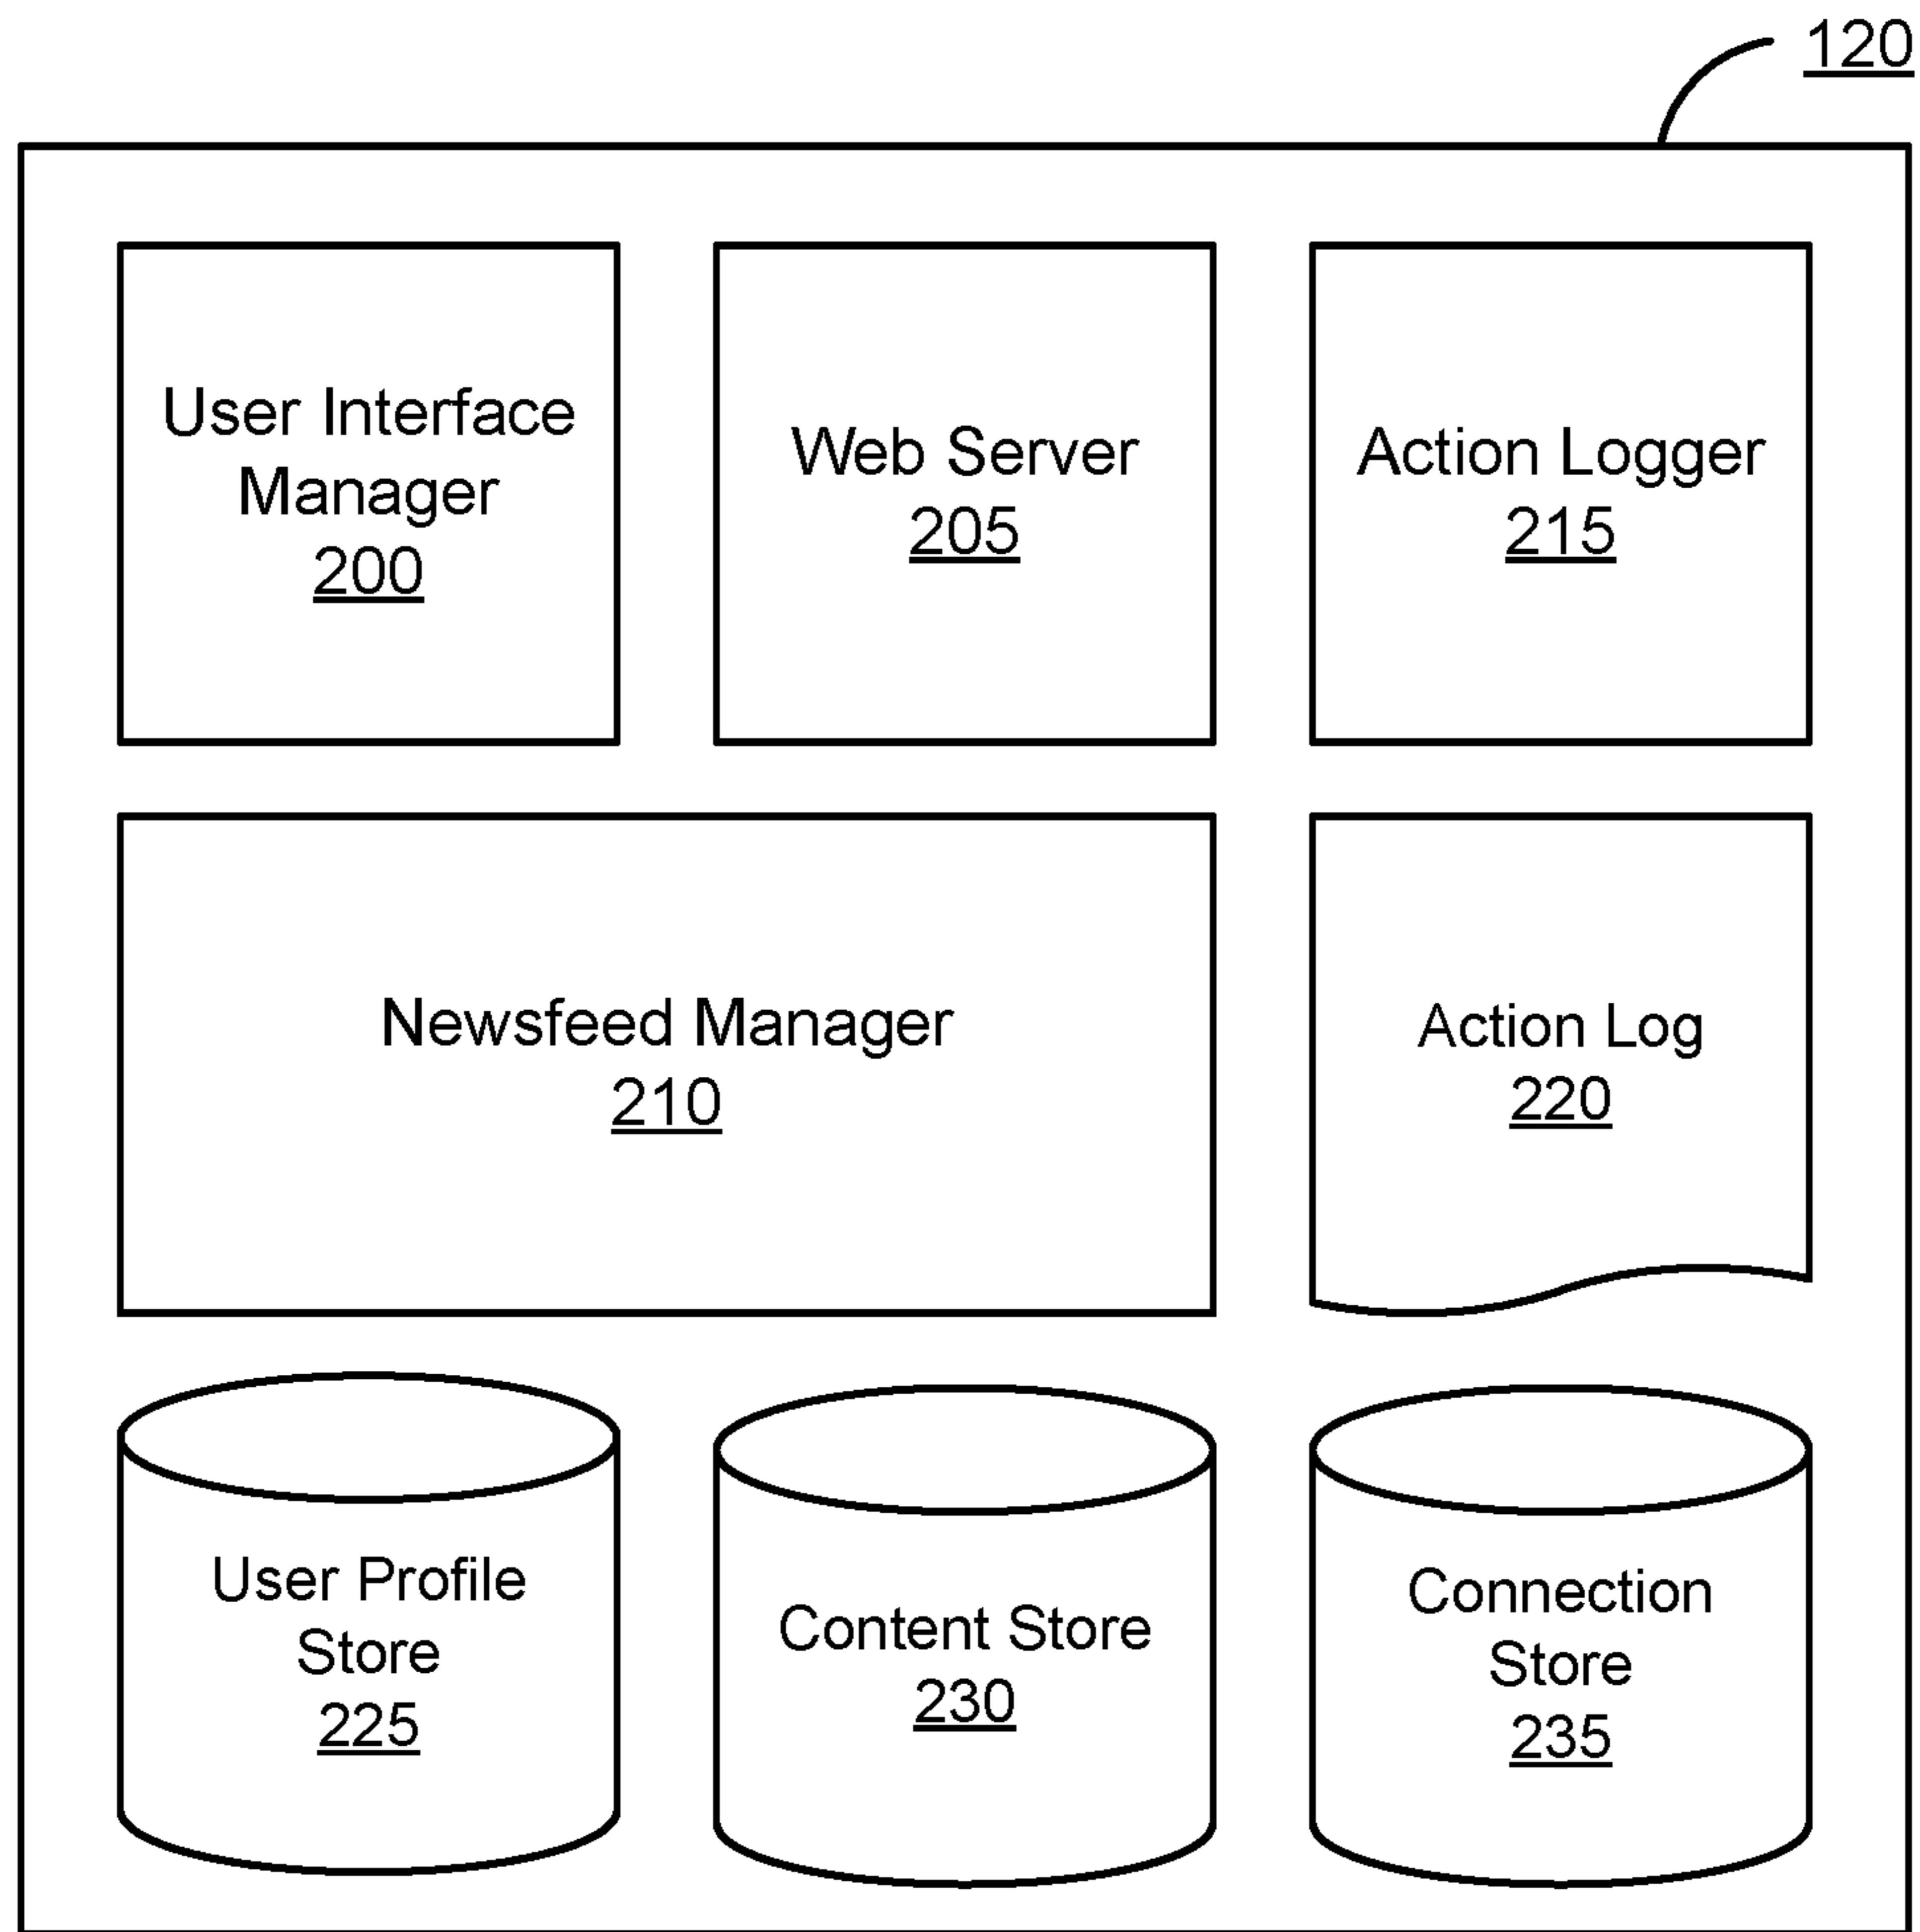 120
User Interface
Manager
200
Web Server
205
Action Logger
215
Newsfeed Manager
210
Action Log
220
User Profile
Store
225
Content Store
230
Connection
Store
235